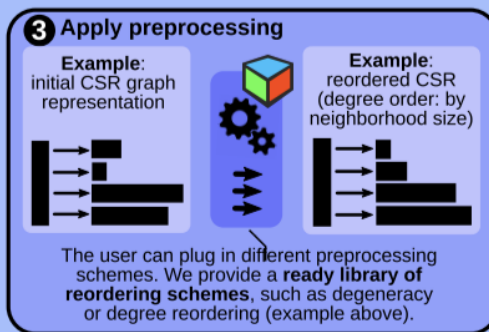 3 Apply preprocessing
Example:
initial CSR graph
representation
Example:
reordered CSR
(degree order: by
neighborhood size)
The user can plug in different preprocessing
schemes. We provide a ready library of
reordering schemes, such as degeneracy
or degree reordering (example above).